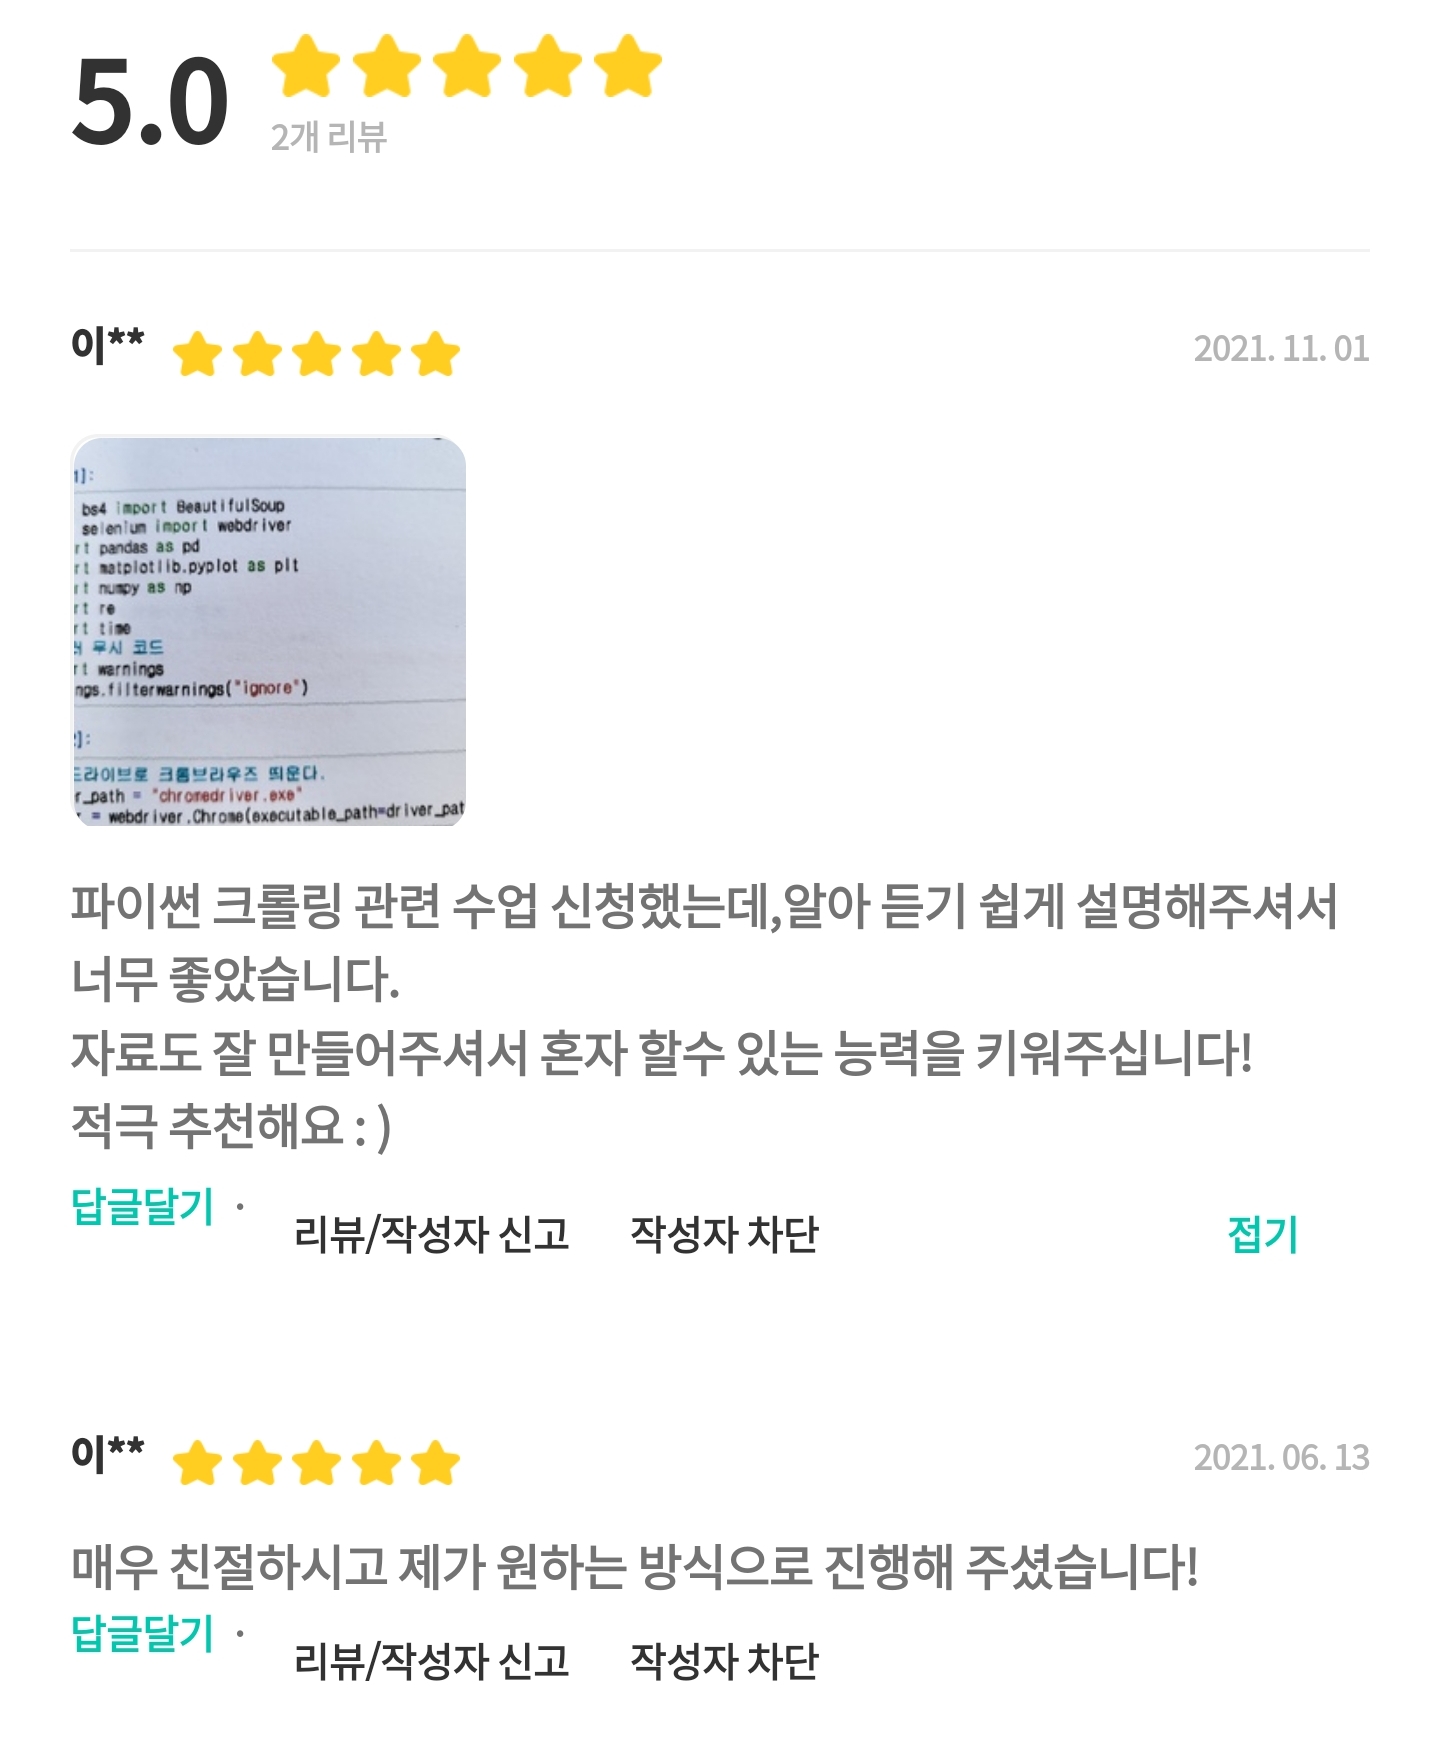 5.0
2개 리뷰
이**
2021. 11. 01
1]:
bs4 import BeautifulSoup
selenium import webdriver
rt pandas as pd
rt matplotlib.pyplot as plt
rt numpy as np
rt re
rt time
무시 코드
rt warnings
ngs.filterwarnings("ignore")
]:
드라이브로 크롬브라우즈 띄운다.
r_path = "chromedriver.exe"
= webdriver.Chrome(executable_path=driver_pat
파이썬 크롤링 관련 수업 신청했는데,알아 듣기 쉽게 설명해주셔서
너무 좋았습니다.
자료도 잘 만들어주셔서 혼자 할수 있는 능력을 키워주십니다!
적극 추천해요 : )
답글달기 ·
리뷰/작성자 신고 작성자 차단 접기
이**
2021. 06. 13
매우 친절하시고 제가 원하는 방식으로 진행해 주셨습니다!
답글달기 ·
리뷰/작성자 신고 작성자 차단